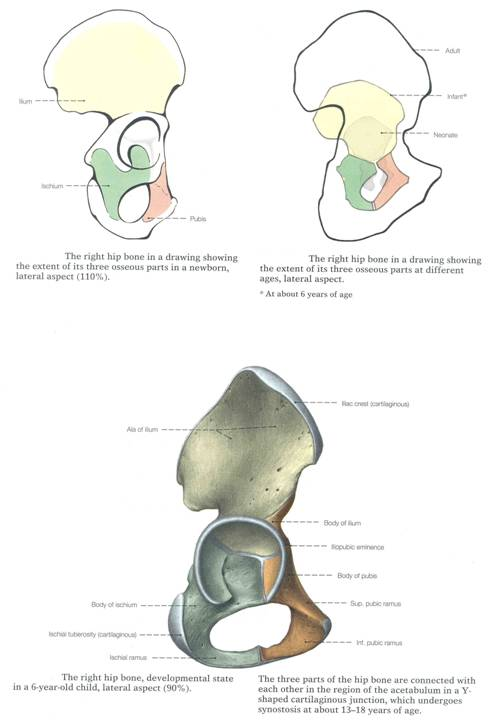 Ilium
Ischium
Pubis
The right hip bone in a drawing showing
the extent of its three osseous parts in a newborn,
lateral aspect (110%).
Adult
Infant*
Neonate
The right hip bone in a drawing showing
the extent of its three osseous parts at different
ages, lateral aspect.
* At about 6 years of age
Iliac crest (cartilaginous)
Ala of ilium
Body of ilium
Iliopubic eminence
Body of pubis
Body of ischium
Sup. pubic ramus
Ischial tuberosity (cartilaginous)
Inf. pubic ramus
Ischial ramus
The right hip bone, developmental state
in a 6-year-old child, lateral aspect (90%).
The three parts of the hip bone are connected with
each other in the region of the acetabulum in a Y-
shaped cartilaginous junction, which undergoes
synostosis at about 13–18 years of age.